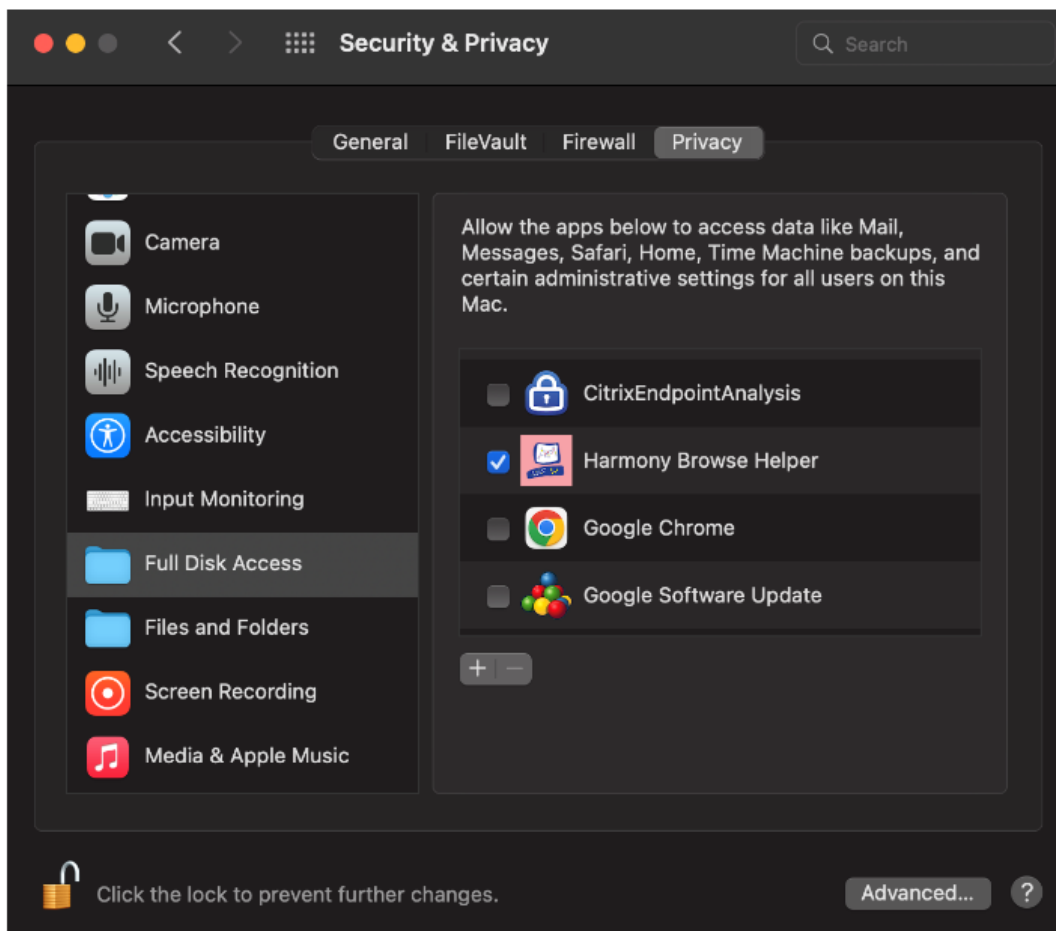 Security & Privacy
Search
General
FileVault
Firewall
Privacy
Camera
Microphone
Speech Recognition
Accessibility
Input Monitoring
Full Disk Access
Files and Folders
Screen Recording
Media & Apple Music
Allow the apps below to access data like Mail,
Messages, Safari, Home, Time Machine backups, and
certain administrative settings for all users on this
Mac.
CitrixEndpointAnalysis
Harmony Browse Helper
Google Chrome
Google Software Update
+ −
Click the lock to prevent further changes.
Advanced...
?